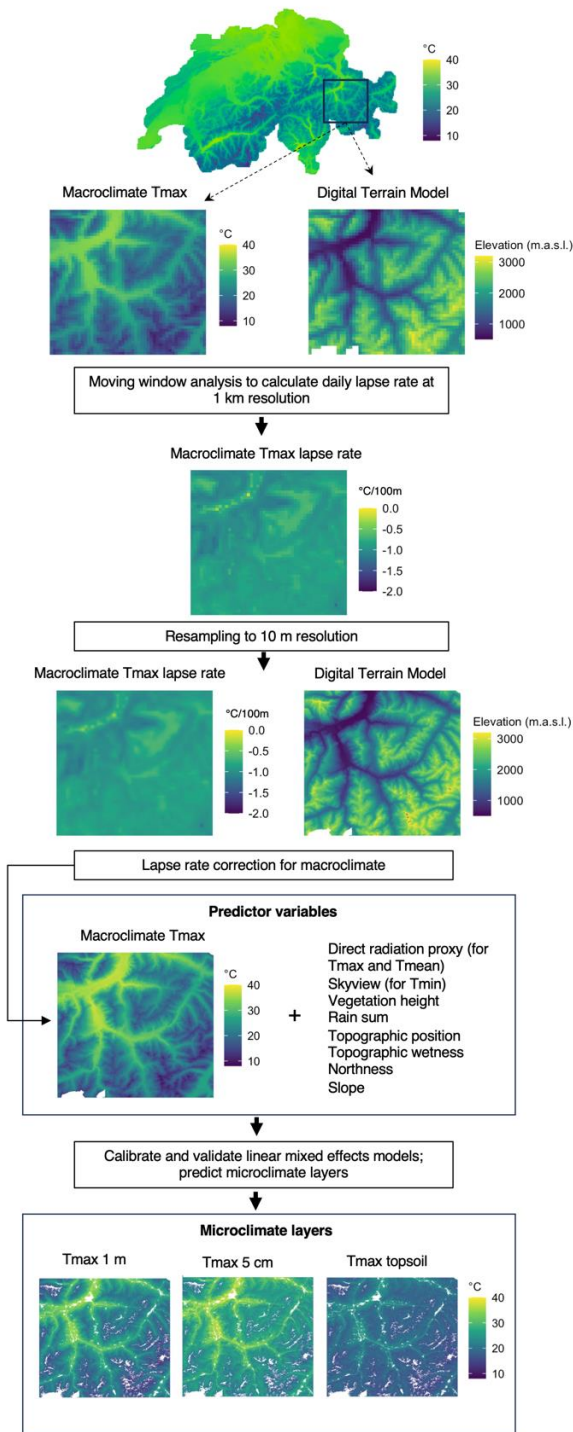 °C
40
30
20
10
Macroclimate Tmax
Digital Terrain Model
°C
40
30
20
10
Elevation (m.a.s.l.)
3000
2000
1000
Moving window analysis to calculate daily lapse rate at
1 km resolution
Macroclimate Tmax lapse rate
°C/100m
0.0
-0.5
-1.0
-1.5
-2.0
Resampling to 10 m resolution
Macroclimate Tmax lapse rate
Digital Terrain Model
°C/100m
0.0
-0.5
-1.0
-1.5
-2.0
Elevation (m.a.s.l.)
3000
2000
1000
Lapse rate correction for macroclimate
Predictor variables
Macroclimate Tmax
°C
40
30
20
10
+
Direct radiation proxy (for
Tmax and Tmean)
Skyview (for Tmin)
Vegetation height
Rain sum
Topographic position
Topographic wetness
Northness
Slope
Calibrate and validate linear mixed effects models;
predict microclimate layers
Microclimate layers
Tmax 1 m
Tmax 5 cm
Tmax topsoil
°C
40
30
20
10